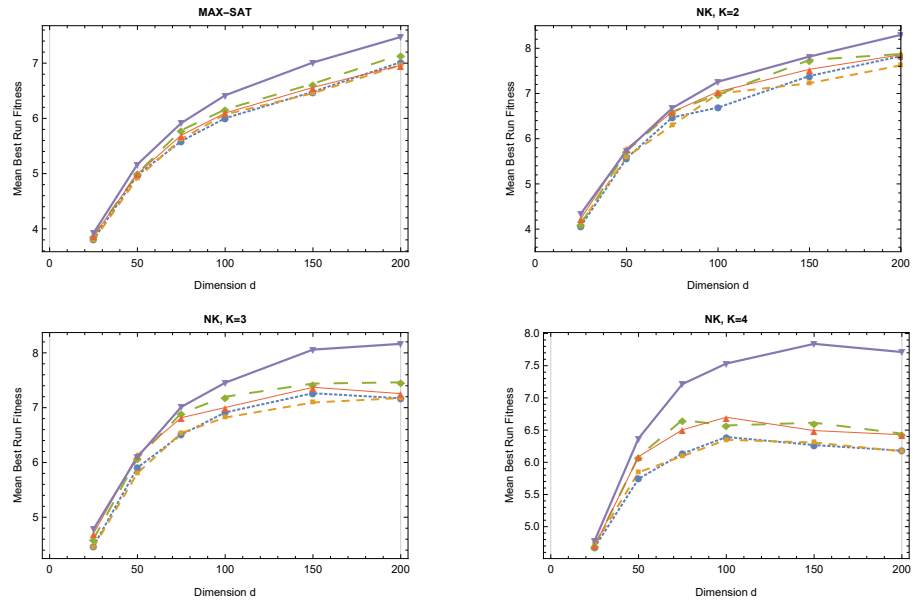 MAX-SAT
7
6
5
4
Mean Best Run Fitness
0 50 100 150 200
Dimension d
NK, K=2
8
7
6
5
4
Mean Best Run Fitness
0 50 100 150 200
Dimension d
NK, K=3
8
7
6
5
Mean Best Run Fitness
0 50 100 150 200
Dimension d
NK, K=4
8.0
7.5
7.0
6.5
6.0
5.5
5.0
Mean Best Run Fitness
0 50 100 150 200
Dimension d